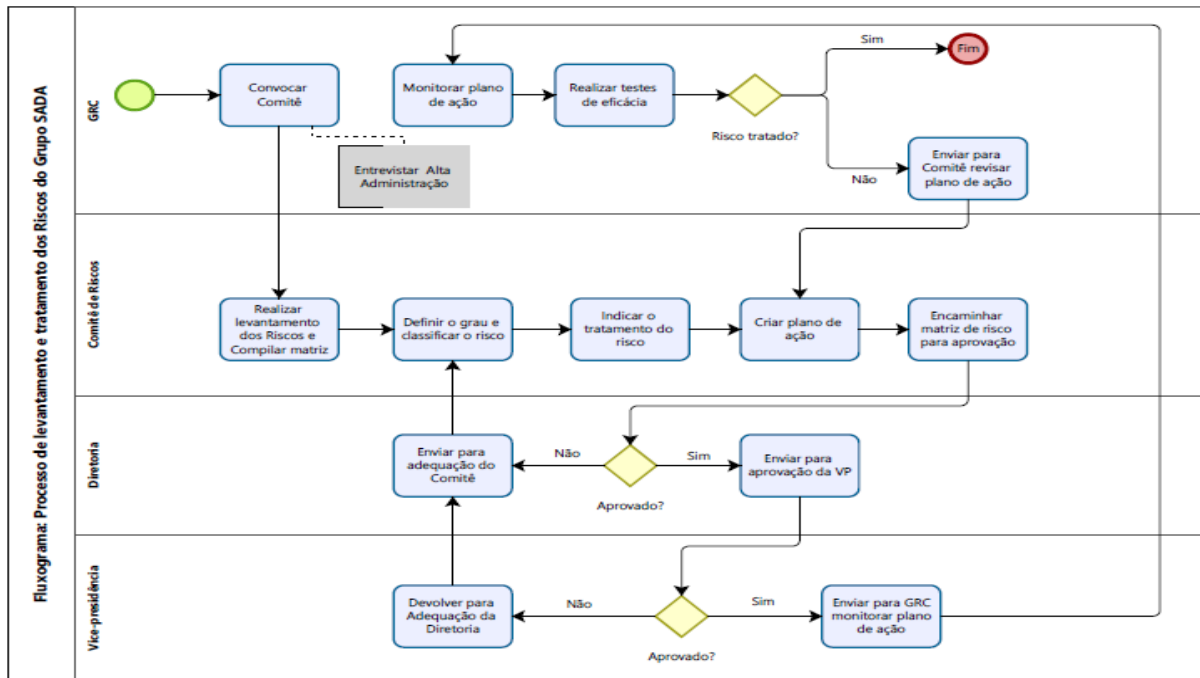 Fluxograma: Processo de levantamento e tratamento dos Riscos do Grupo SADA
GRC
Convocar
Comitê
Entrevistar Alta
Administração
Monitorar plano
de ação
Realizar testes
de eficácia
Risco tratado?
Sim
Fim
Não
Enviar para
Comitê revisar
plano de ação
Comitê de Riscos
Realizar
levantamento
dos Riscos e
Compilar matriz
Definir o grau e
classificar o risco
Indicar o
tratamento do
risco
Criar plano de
ação
Encaminhar
matriz de risco
para aprovação
Diretoria
Enviar para
adequação do
Comitê
Não
Aprovado?
Sim
Enviar para
aprovação da VP
Vice-presidência
Devolver para
Adequação da
Diretoria
Não
Aprovado?
Sim
Enviar para GRC
monitorar plano
de ação